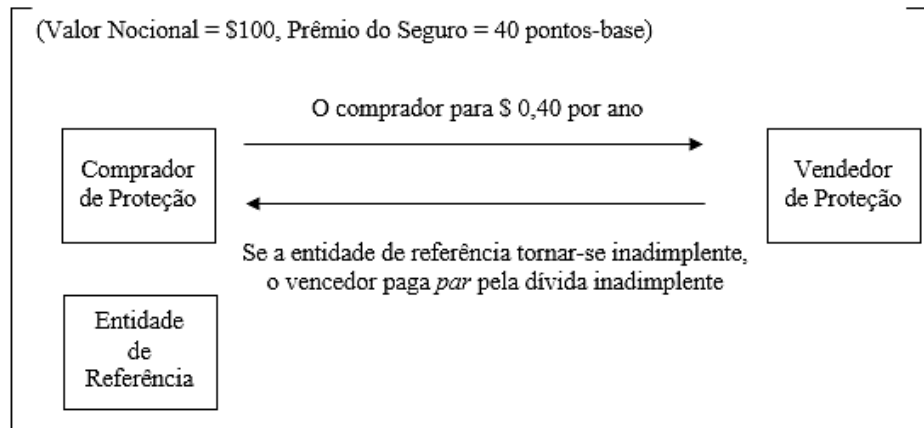 (Valor Nocional = $100, Prêmio do Seguro = 40 pontos-base)
O comprador para $ 0,40 por ano
Comprador
de Proteção
Vendedor
de Proteção
Se a entidade de referência tornar-se inadimplente,
o vencedor paga par pela dívida inadimplente
Entidade
de
Referência